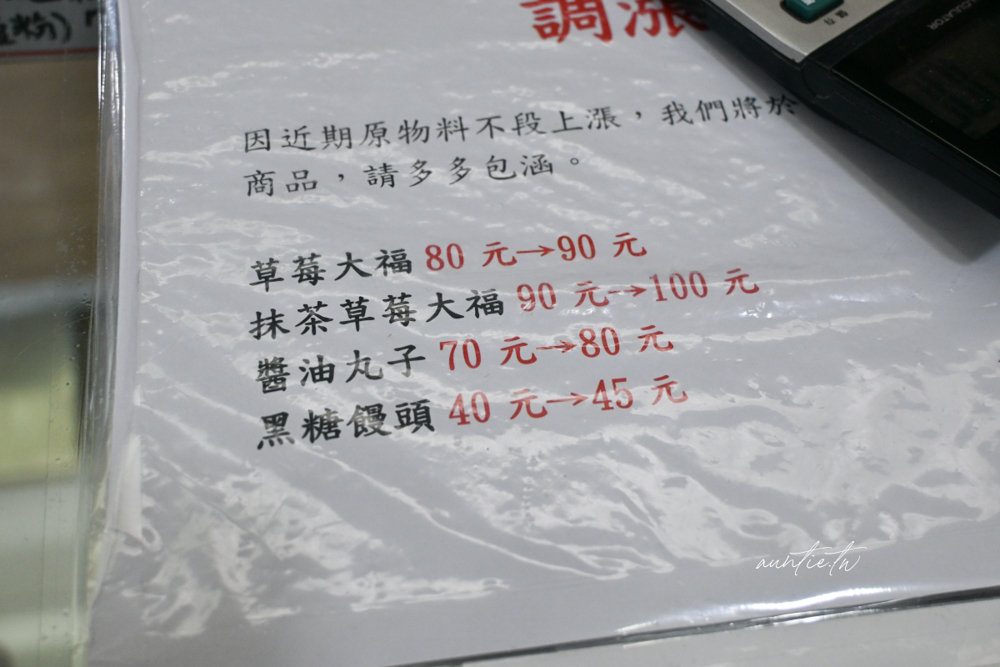 粉)
調漲
CALCULATOR
因近期原物料不段上漲，我們將於
商品，請多多包涵。
草莓大福 80 元→90 元
抹茶草莓大福 90 元→100 元
醬油丸子 70 元→80 元
黑糖饅頭 40 元→45 元
auntie.tw